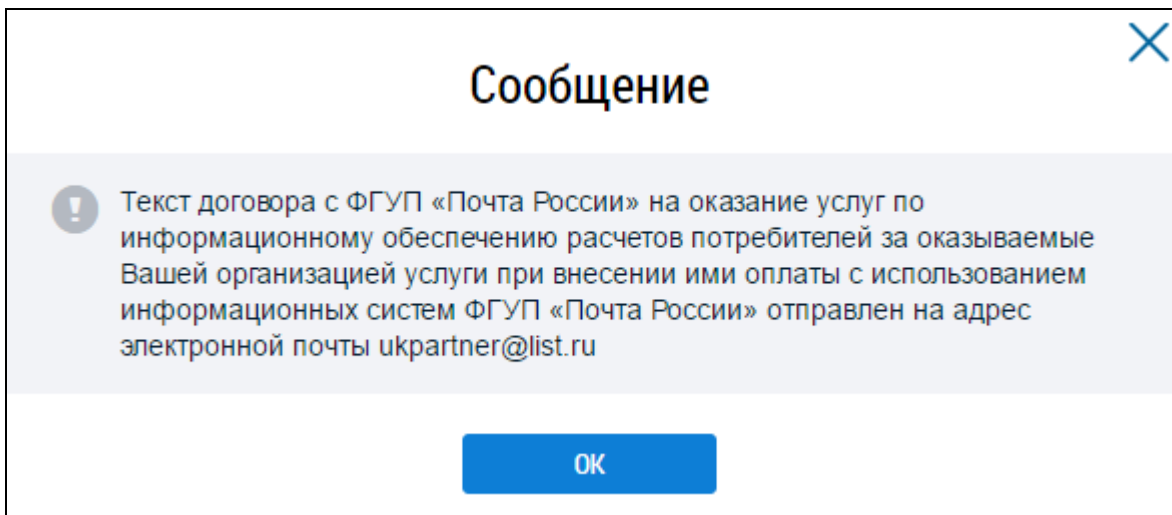 Сообщение
Текст договора с ФГУП «Почта России» на оказание услуг по
информационному обеспечению расчетов потребителей за оказываемые
Вашей организацией услуги при внесении ими оплаты с использованием
информационных систем ФГУП «Почта России» отправлен на адрес
электронной почты ukpartner@list.ru
ОК